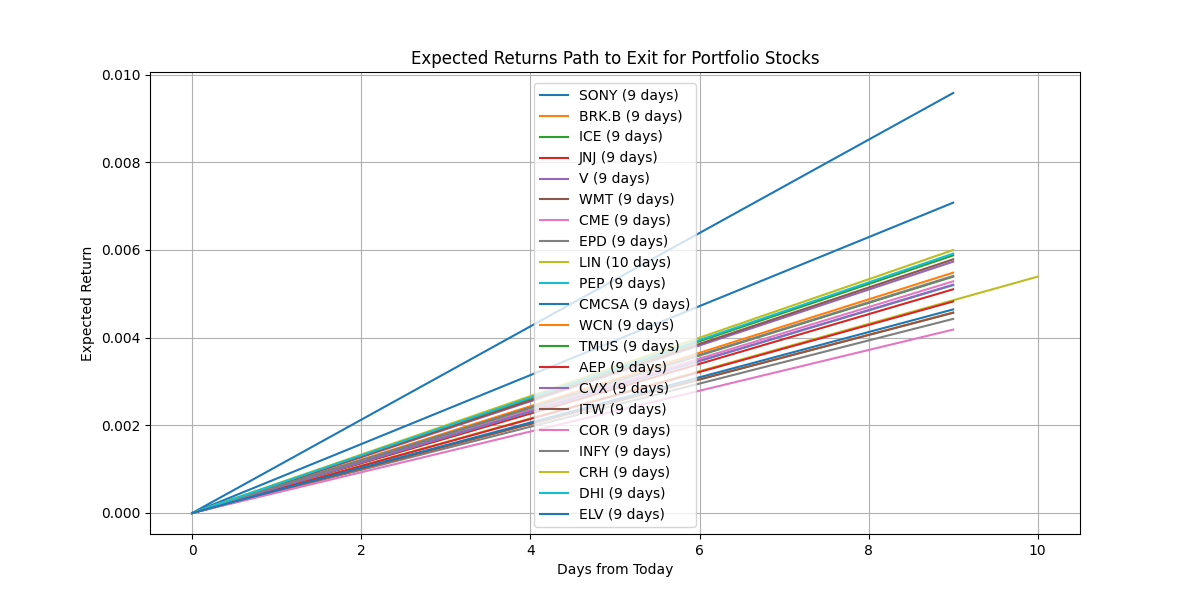 Expected Returns Path to Exit for Portfolio Stocks
0.010
0.008
0.006
0.004
0.002
0.000
Expected Return
SONY (9 days)
BRK.B (9 days)
ICE (9 days)
JNJ (9 days)
V (9 days)
WMT (9 days)
CME (9 days)
EPD (9 days)
LIN (10 days)
PEP (9 days)
CMCSA (9 days)
WCN (9 days)
TMUS (9 days)
AEP (9 days)
CVX (9 days)
ITW (9 days)
COR (9 days)
INFY (9 days)
CRH (9 days)
DHI (9 days)
ELV (9 days)
0 2 4 6 8 10
Days from Today